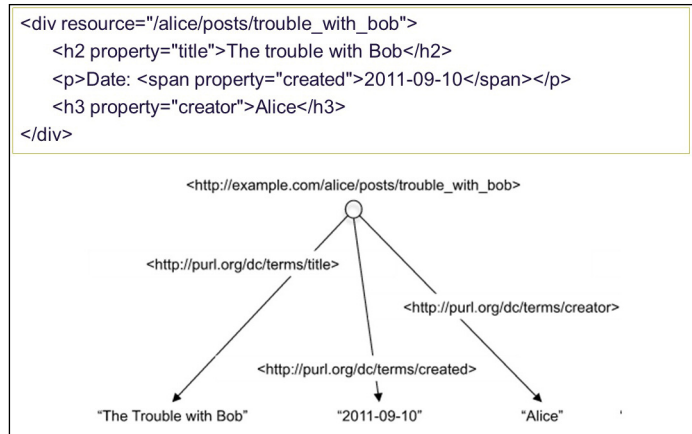 <div resource="/alice/posts/trouble_with_bob">
<h2 property="title">The trouble with Bob</h2>
<p>Date: <span property="created">2011-09-10</span></p>
<h3 property="creator">Alice</h3>
</div>
<http://example.com/alice/posts/trouble_with_bob>
<http://purl.org/dc/terms/title>
<http://purl.org/dc/terms/creator>
<http://purl.org/dc/terms/created>
“The Trouble with Bob” “2011-09-10” “Alice” '